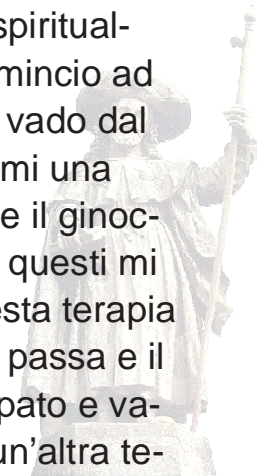 spiritual-
mincio ad
vado dal
mi una
e il ginoc-
questi mi
esta terapia
passa e il
pato e va-
un'altra te-